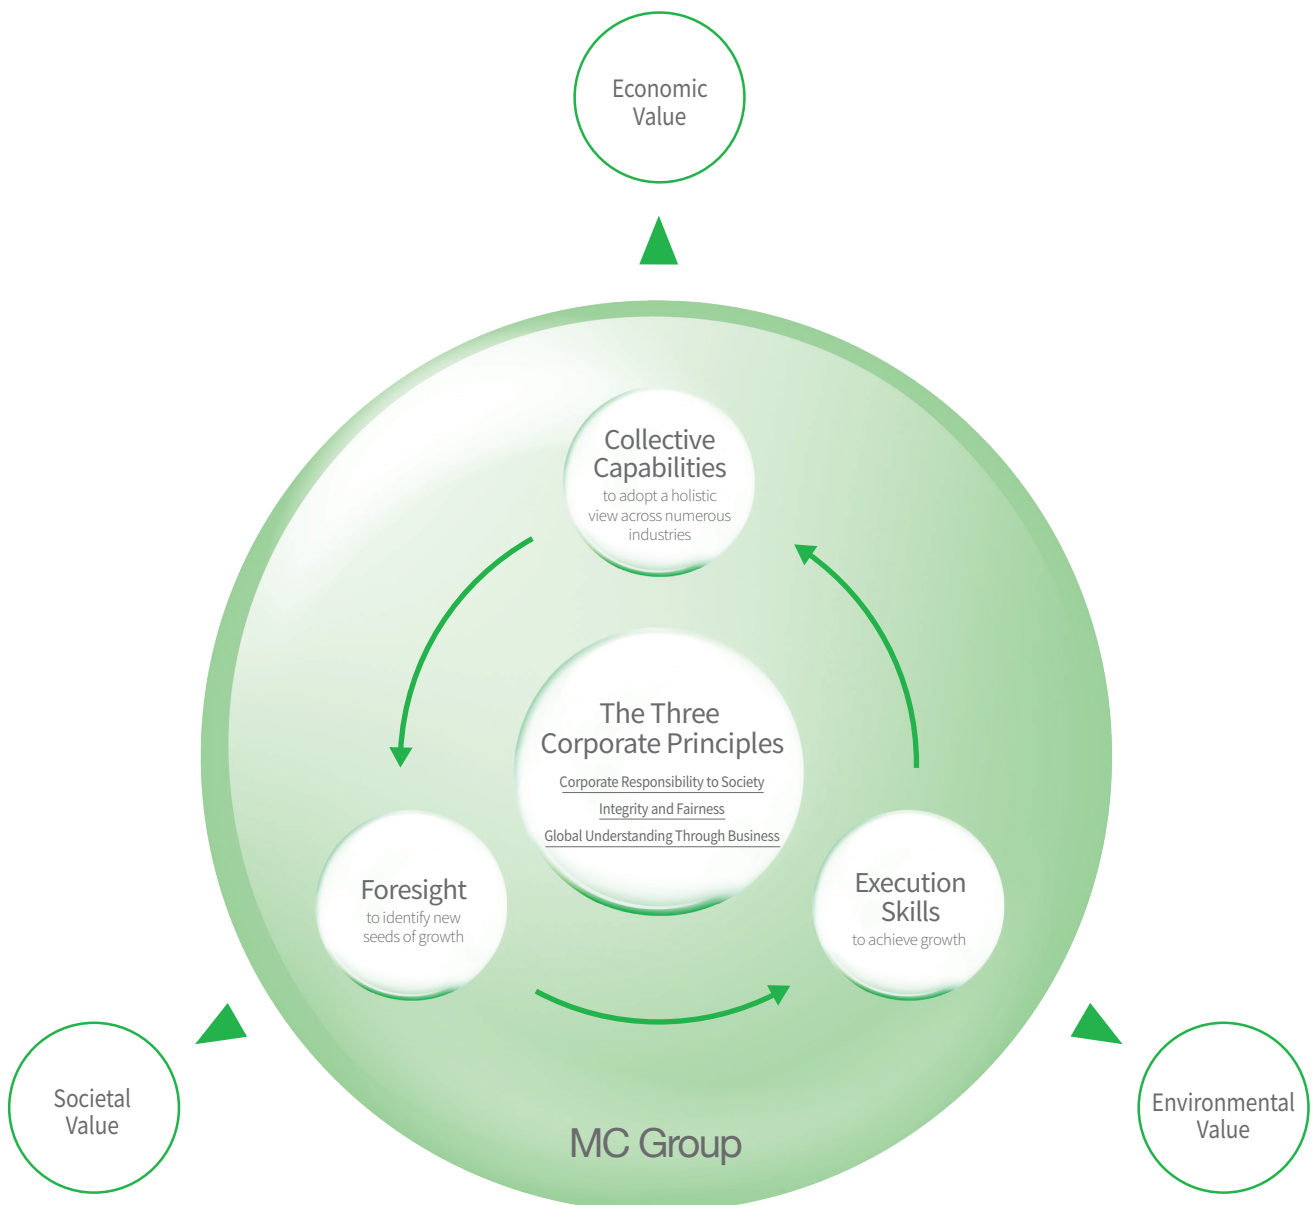 Economic
Value
Collective
Capabilities
to adopt a holistic
view across numerous
industries
The Three
Corporate Principles
Corporate Responsibility to Society
Integrity and Fairness
Global Understanding Through Business
Foresight
to identify new
seeds of growth
Execution
Skills
to achieve growth
Societal
Value
Environmental
Value
MC Group